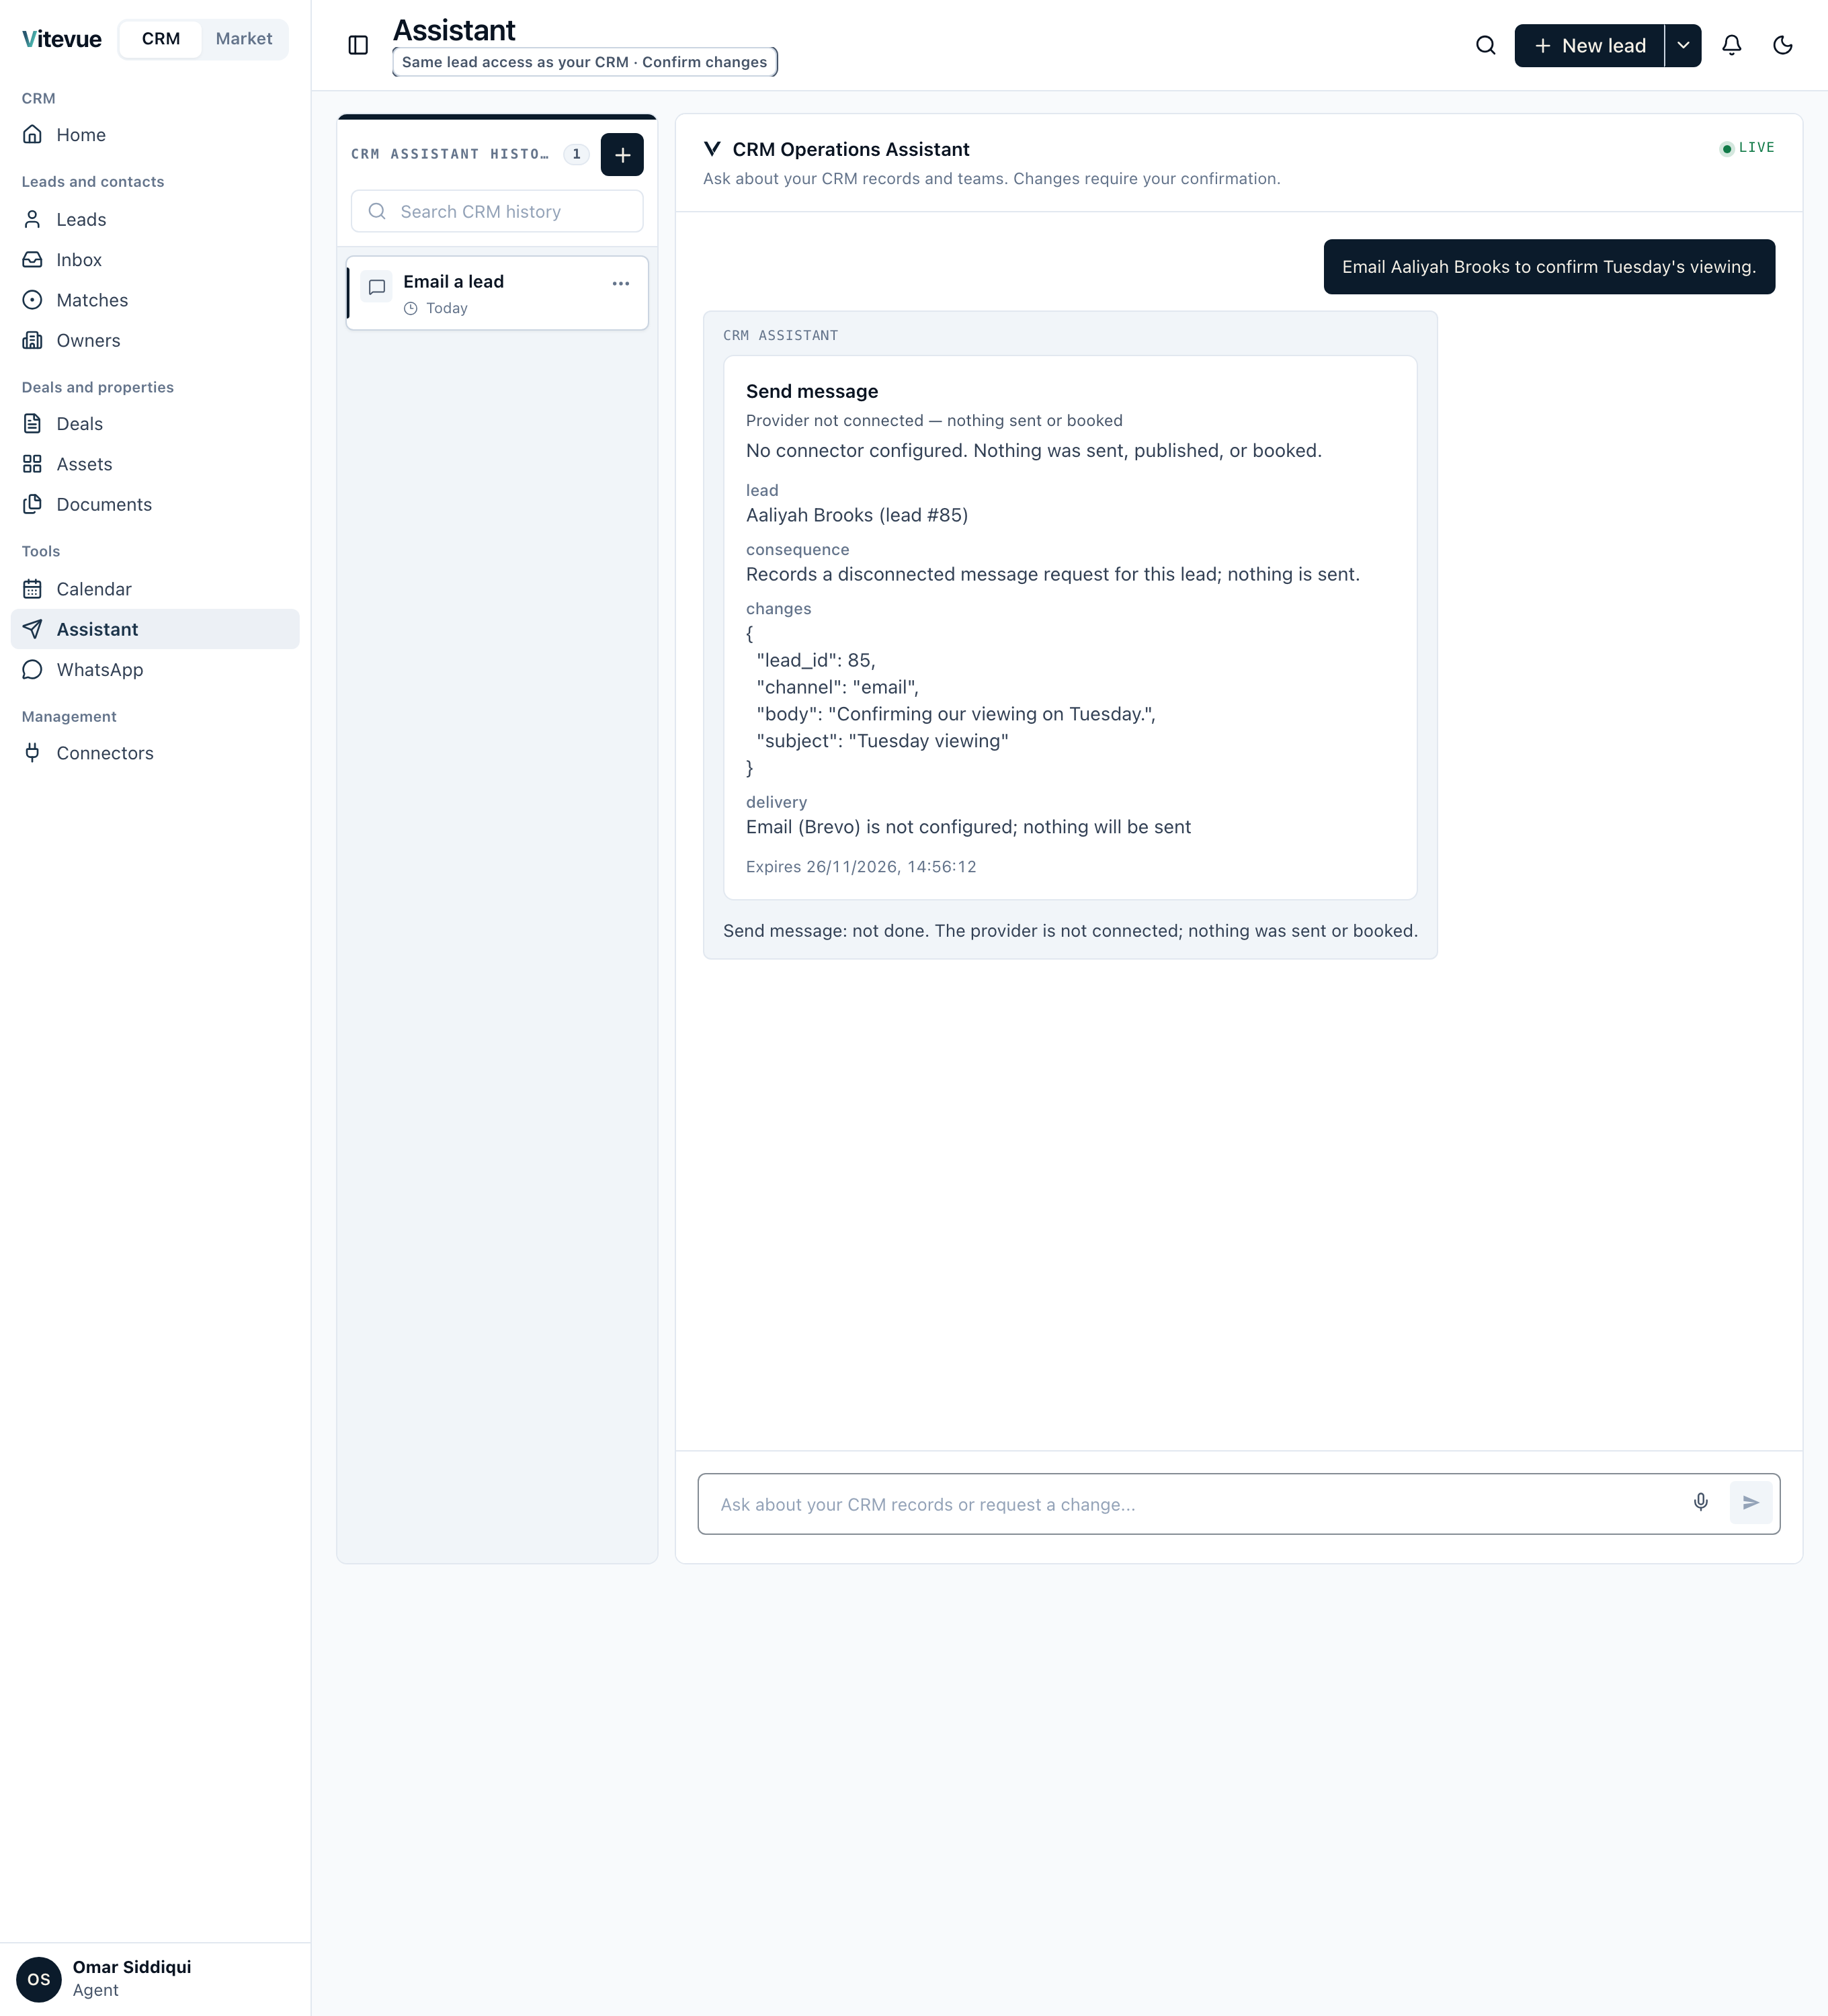 Vitevue
CRM
Market
CRM
Home
Leads and contacts
Leads
Inbox
Matches
Owners
Deals and properties
Deals
Assets
Documents
Tools
Calendar
Assistant
WhatsApp
Management
Connectors
OS
Omar Siddiqui
Agent
Assistant
Same lead access as your CRM · Confirm changes
New lead
CRM ASSISTANT HISTO…
1
Search CRM history
Email a lead
Today
CRM Operations Assistant
LIVE
Ask about your CRM records and teams. Changes require your confirmation.
Email Aaliyah Brooks to confirm Tuesday's viewing.
CRM ASSISTANT
Send message
Provider not connected — nothing sent or booked
No connector configured. Nothing was sent, published, or booked.
lead
Aaliyah Brooks (lead #85)
consequence
Records a disconnected message request for this lead; nothing is sent.
changes
{
"lead_id": 85,
"channel": "email",
"body": "Confirming our viewing on Tuesday.",
"subject": "Tuesday viewing"
}
delivery
Email (Brevo) is not configured; nothing will be sent
Expires 26/11/2026, 14:56:12
Send message: not done. The provider is not connected; nothing was sent or booked.
Ask about your CRM records or request a change...